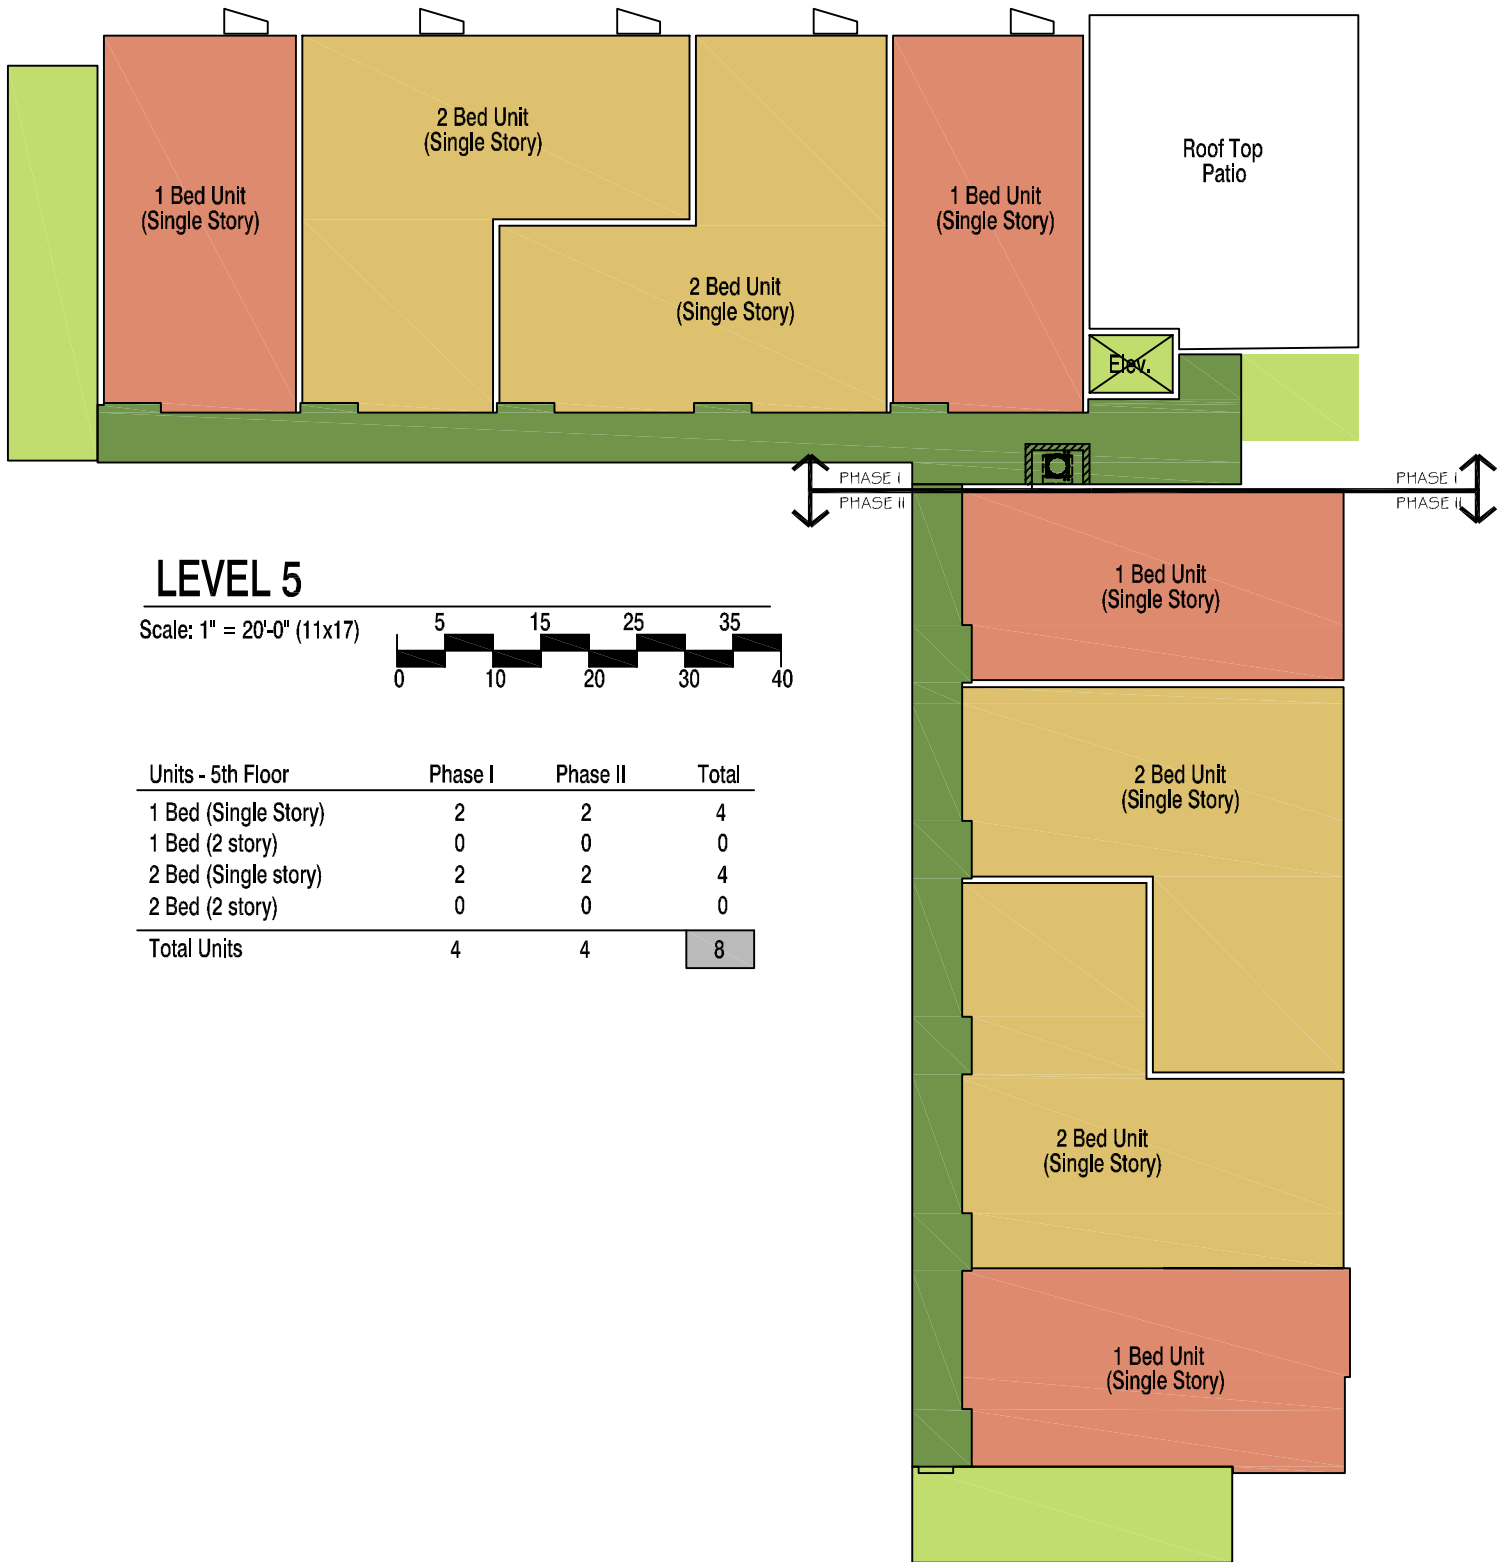 2 Bed Unit
(Single Story)
Roof Top
Patio
1 Bed Unit
(Single Story)
1 Bed Unit
(Single Story)
2 Bed Unit
(Single Story)
Elev.
PHASE I
PHASE II
PHASE I
PHASE II
LEVEL 5
Scale: 1" = 20'-0" (11x17)
5 15 25 35
0 10 20 30 40
1 Bed Unit
(Single Story)
Units - 5th Floor Phase I Phase II Total
1 Bed (Single Story) 2 2 4
1 Bed (2 story) 0 0 0
2 Bed (Single story) 2 2 4
2 Bed (2 story) 0 0 0
Total Units 4 4 8
2 Bed Unit
(Single Story)
2 Bed Unit
(Single Story)
1 Bed Unit
(Single Story)